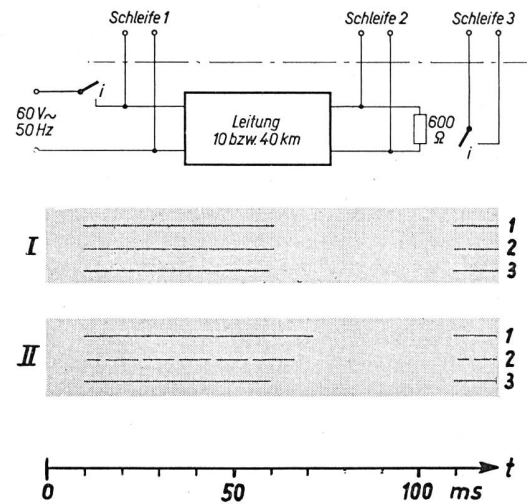 Schleife 1 Schleife 2 Schleife 3
i
60 V~
50 Hz
Leitung
10 bzw. 40 km
600
Ω
i
I
1
2
3
II
1
2
3
t
0 50 100 ms